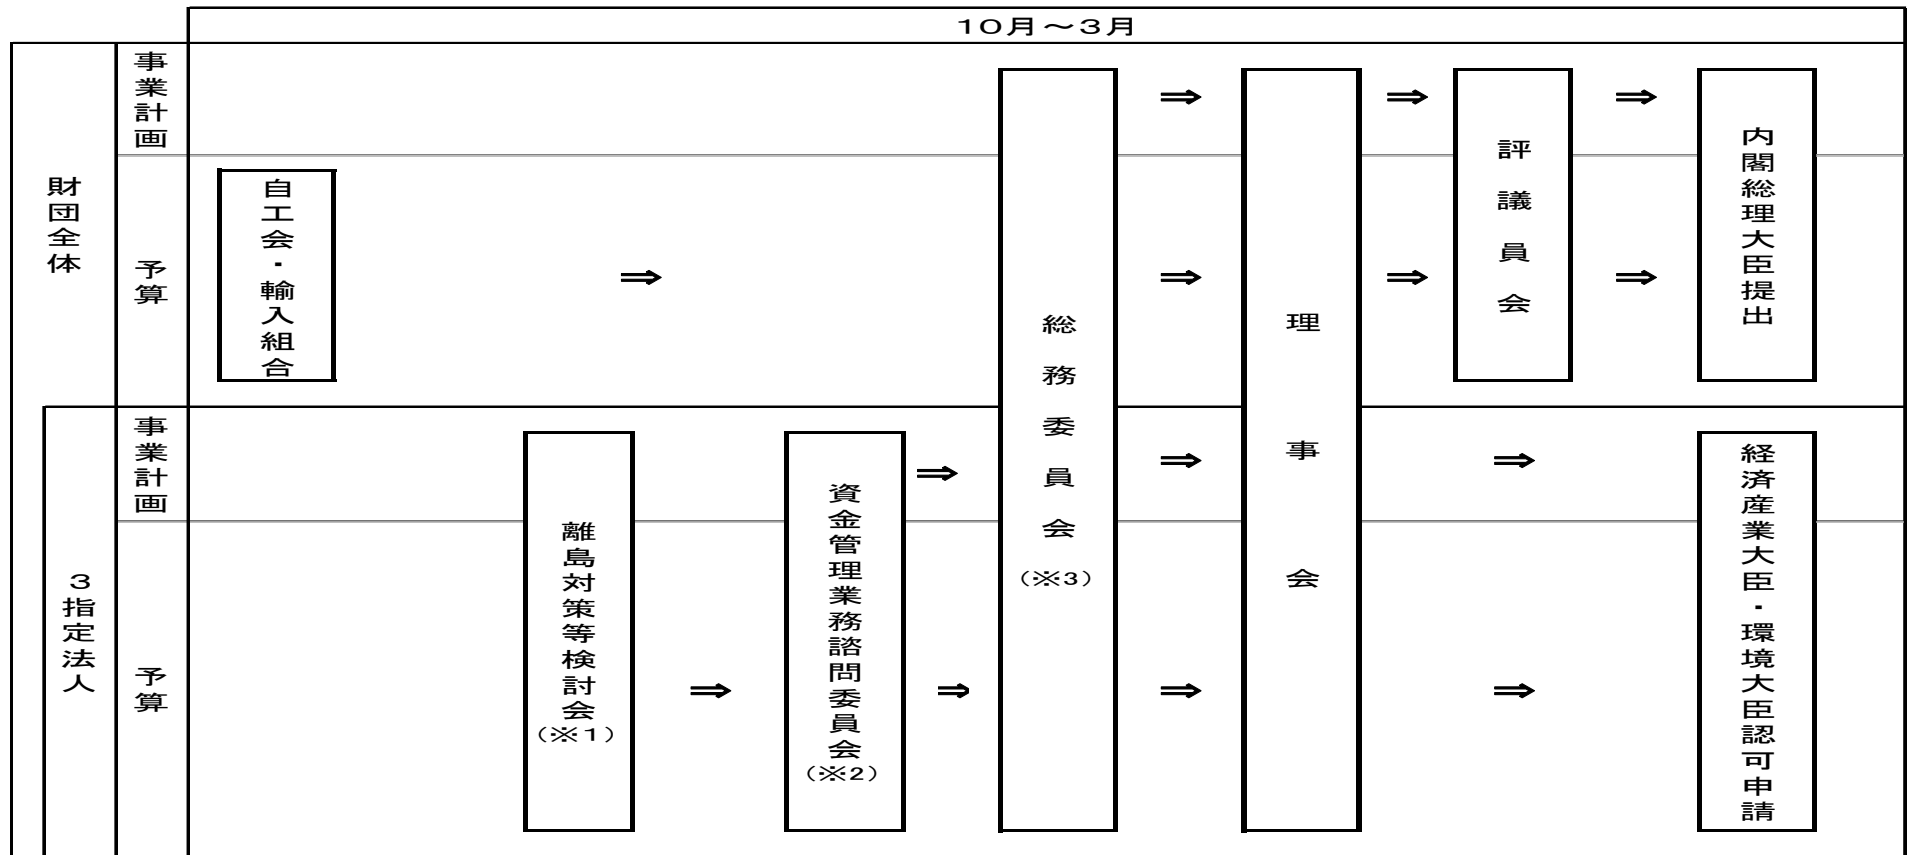 10月～3月
財団全体
事業計画
予算
自工会・輸入組合
⇒
総務委員会(※3)
⇒
理事会
⇒
評議員会
⇒
内閣総理大臣提出
⇒
⇒
⇒
3指定法人
事業計画
予算
離島対策等検討会(※1)
⇒
資金管理業務諮問委員会(※2)
⇒
⇒
⇒
⇒
⇒
⇒
経済産業大臣・環境大臣認可申請